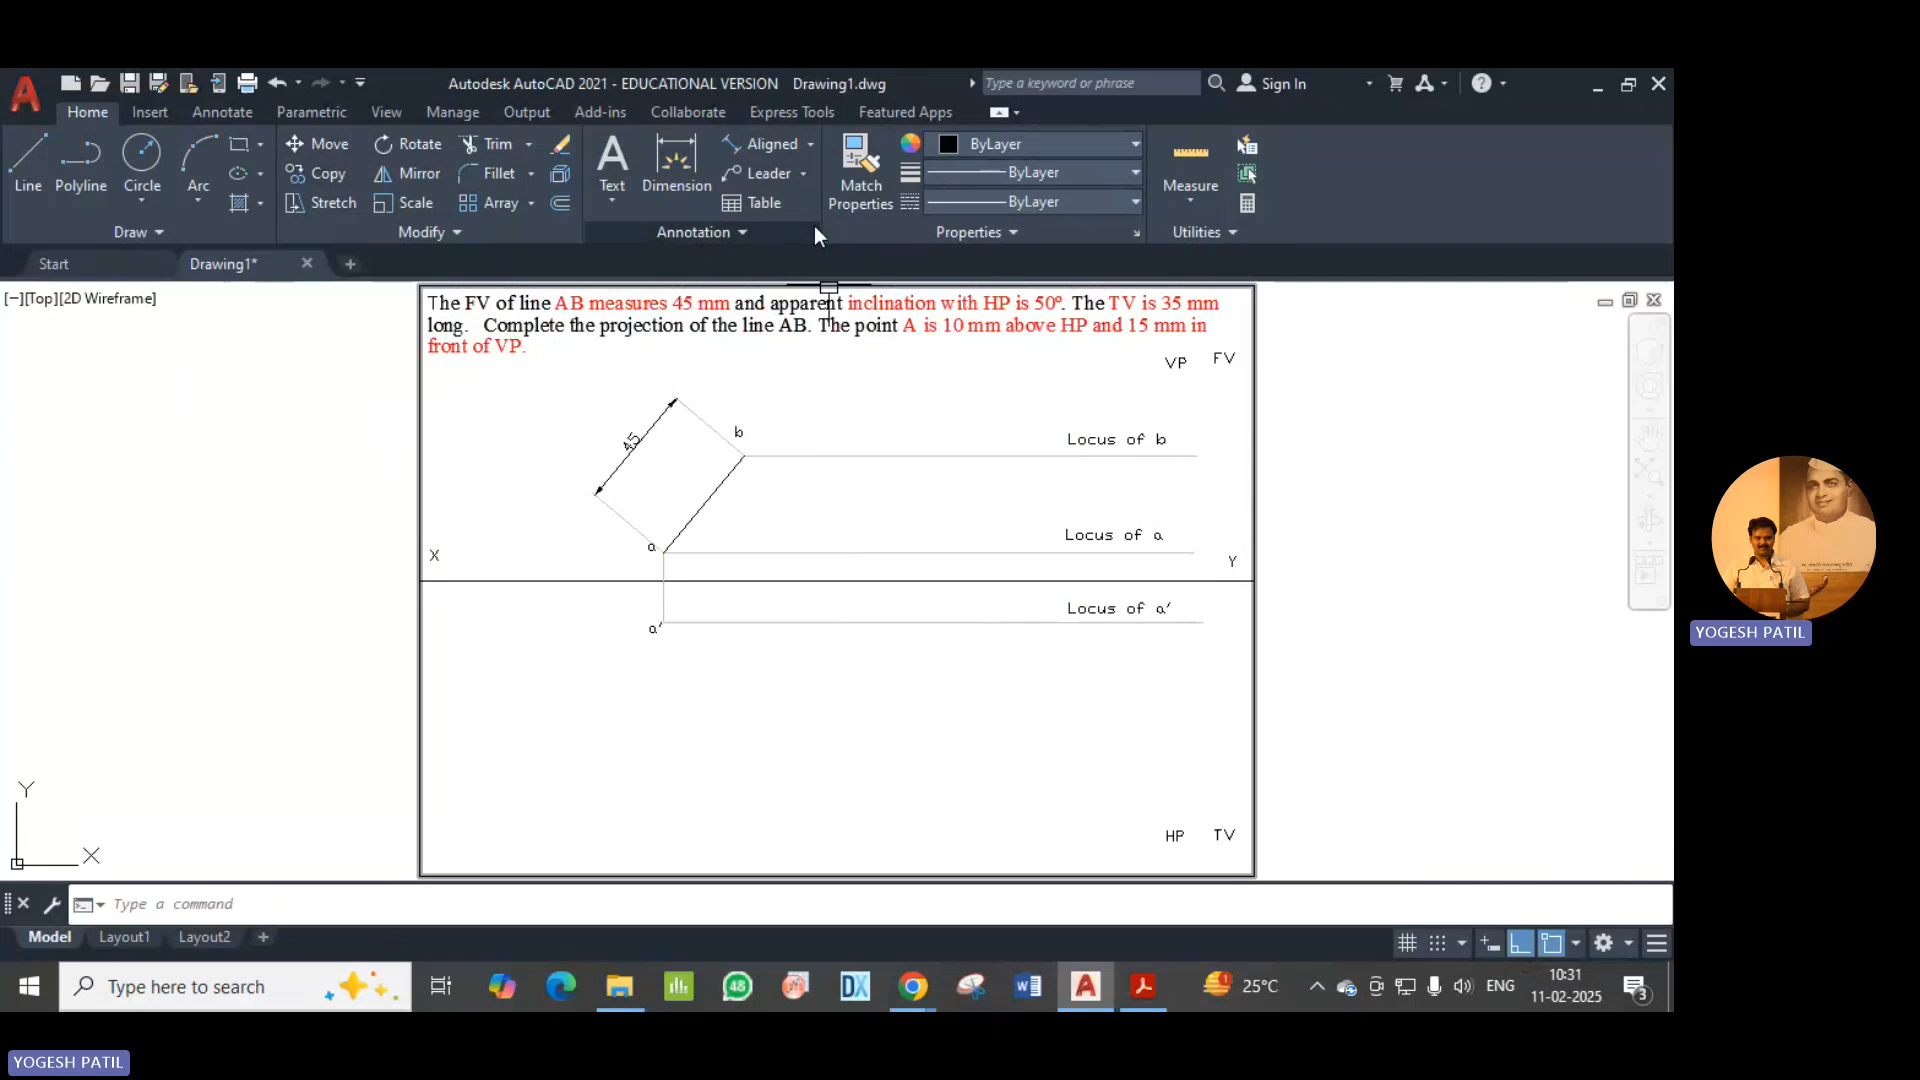 Autodesk AutoCAD 2021 - EDUCATIONAL VERSION Drawing1.dwg
Type a keyword or phrase
Sign In
Home Insert Annotate Parametric View Manage Output Add-ins Collaborate Express Tools Featured Apps
Line Polyline Circle Arc
Move Rotate Trim
Copy Mirror Fillet
Stretch Scale Array
Text Dimension
Aligned
Leader
Table
Match Properties
ByLayer
ByLayer
ByLayer
Measure
Draw Modify Annotation Properties Utilities
Start Drawing1*
[−][Top][2D Wireframe]
The FV of line AB measures 45 mm and apparent inclination with HP is 50º. The TV is 35 mm
long. Complete the projection of the line AB. The point A is 10 mm above HP and 15 mm in
front of VP.
VP FV
45
b
Locus of b
a
Locus of a
X
Y
Locus of a'
a'
HP TV
Y
X
Type a command
Model Layout1 Layout2
Type here to search
48
DX
25°C
ENG
10:31
11-02-2025
3
1
YOGESH PATIL
YOGESH PATIL